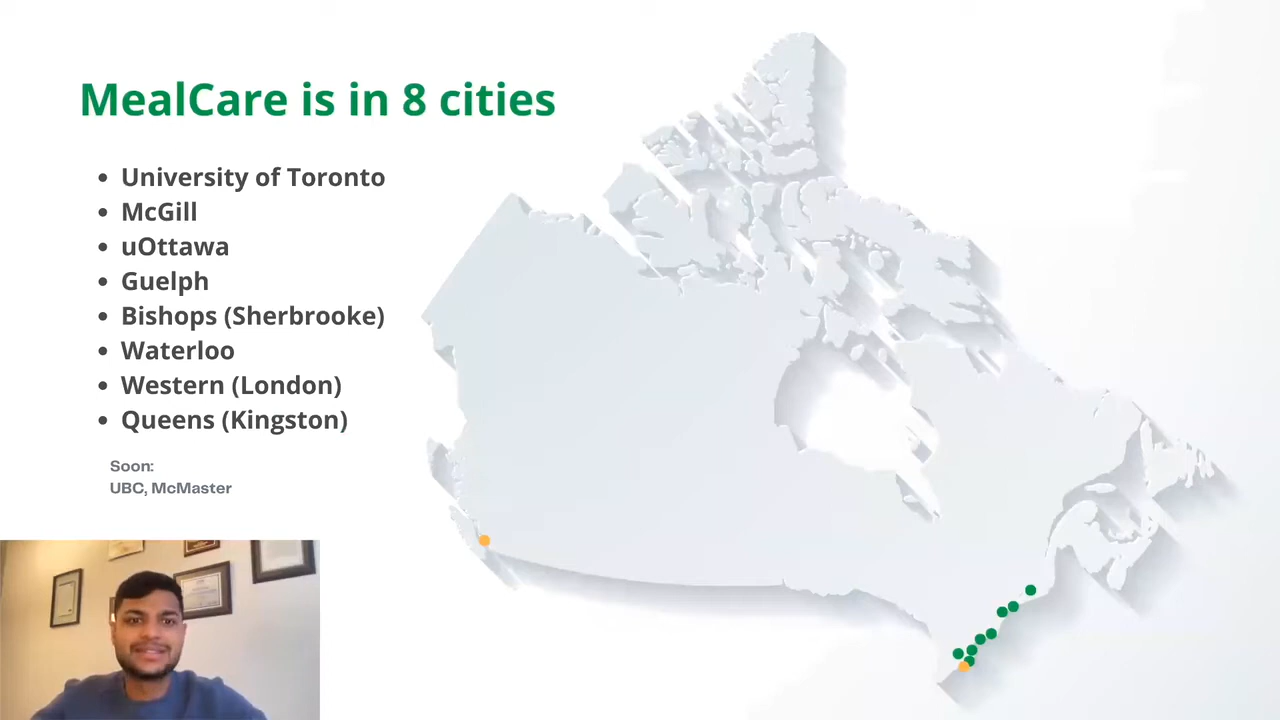 MealCare is in 8 cities
• University of Toronto
• McGill
• uOttawa
• Guelph
• Bishops (Sherbrooke)
• Waterloo
• Western (London)
• Queens (Kingston)
Soon:
UBC, McMaster